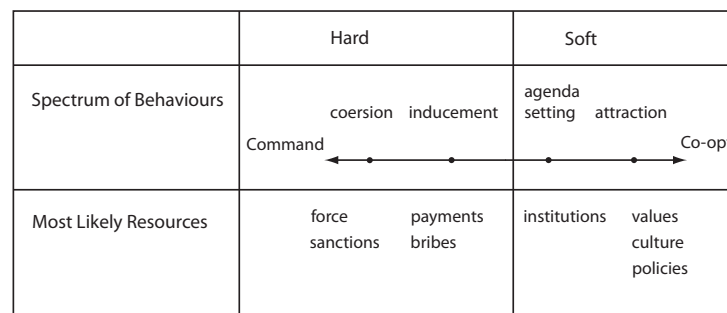 Hard Soft
Spectrum of Behaviours
coersion inducement agenda setting attraction
Command Co-opt
Most Likely Resources
force payments institutions values
sanctions bribes culture
policies